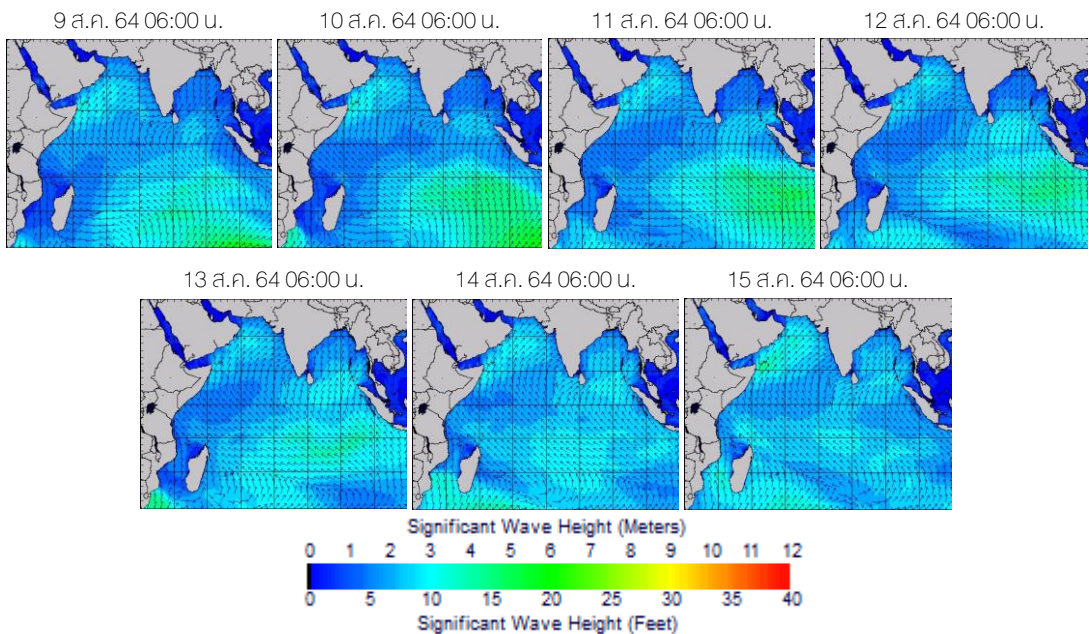 9 ส.ค. 64 06:00 น.
10 ส.ค. 64 06:00 น.
11 ส.ค. 64 06:00 น.
12 ส.ค. 64 06:00 น.
13 ส.ค. 64 06:00 น.
14 ส.ค. 64 06:00 น.
15 ส.ค. 64 06:00 น.
Significant Wave Height (Meters)
0 1 2 3 4 5 6 7 8 9 10 11 12
0 5 10 15 20 25 30 35 40
Significant Wave Height (Feet)